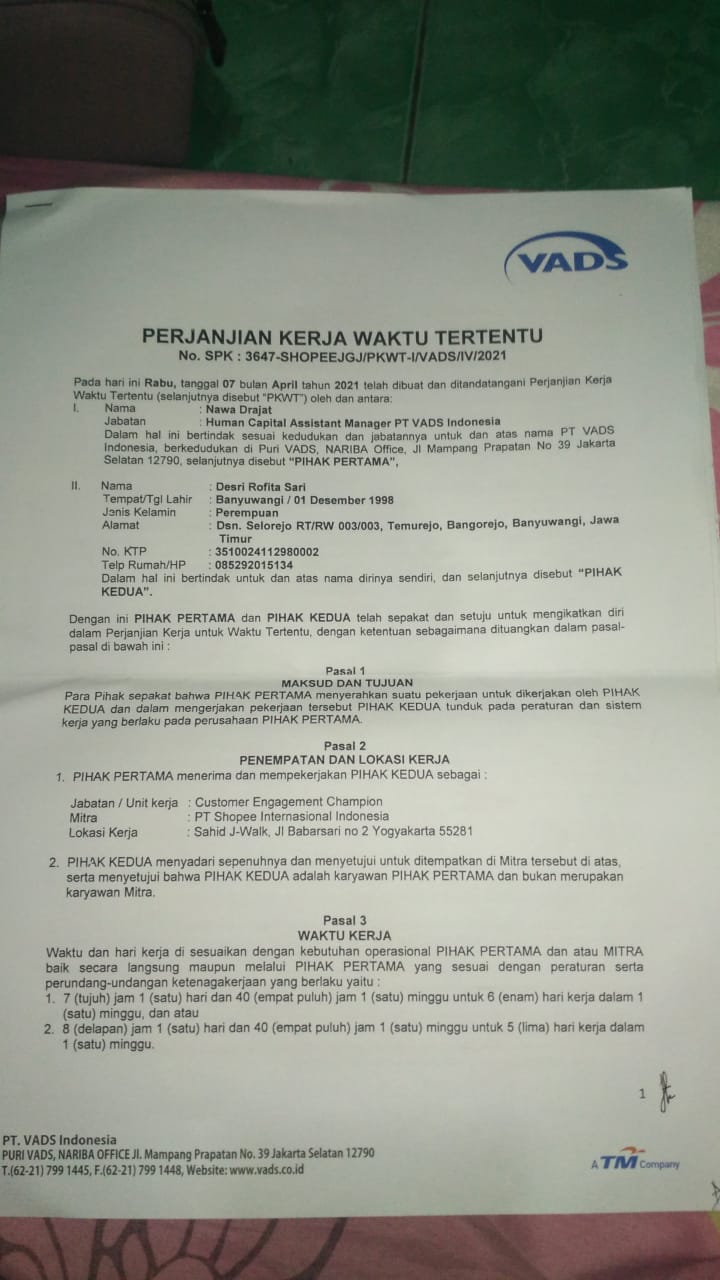 VADS
PERJANJIAN KERJA WAKTU TERTENTU
No. SPK : 3647-SHOPEEJGJ/PKWT-I/VADS/IV/2021
Pada hari ini Rabu, tanggal 07 bulan April tahun 2021 telah dibuat dan ditandatangani Perjanjian Kerja
Waktu Tertentu (selanjutnya disebut "PKWT") oleh dan antara:
I. Nama : Nawa Drajat
Jabatan : Human Capital Assistant Manager PT VADS Indonesia
Dalam hal ini bertindak sesuai kedudukan dan jabatannya untuk dan atas nama PT VADS
Indonesia, berkedudukan di Puri VADS, NARIBA Office, Jl Mampang Prapatan No 39 Jakarta
Selatan 12790, selanjutnya disebut "PIHAK PERTAMA",
II. Nama : Desri Rofita Sari
Tempat/Tgl Lahir : Banyuwangi / 01 Desember 1998
Jenis Kelamin : Perempuan
Alamat : Dsn. Selorejo RT/RW 003/003, Temurejo, Bangorejo, Banyuwangi, Jawa
Timur
No. KTP : 3510024112980002
Telp Rumah/HP : 085292015134
Dalam hal ini bertindak untuk dan atas nama dirinya sendiri, dan selanjutnya disebut "PIHAK
KEDUA".
Dengan ini PIHAK PERTAMA dan PIHAK KEDUA telah sepakat dan setuju untuk mengikatkan diri
dalam Perjanjian Kerja untuk Waktu Tertentu, dengan ketentuan sebagaimana dituangkan dalam pasal-
pasal di bawah ini :
Pasal 1
MAKSUD DAN TUJUAN
Para Pihak sepakat bahwa PIHAK PERTAMA menyerahkan suatu pekerjaan untuk dikerjakan oleh PIHAK
KEDUA dan dalam mengerjakan pekerjaan tersebut PIHAK KEDUA tunduk pada peraturan dan sistem
kerja yang berlaku pada perusahaan PIHAK PERTAMA.
Pasal 2
PENEMPATAN DAN LOKASI KERJA
1. PIHAK PERTAMA menerima dan mempekerjakan PIHAK KEDUA sebagai :
Jabatan / Unit kerja : Customer Engagement Champion
Mitra : PT Shopee Internasional Indonesia
Lokasi Kerja : Sahid J-Walk, Jl Babarsari no 2 Yogyakarta 55281
2. PIHAK KEDUA menyadari sepenuhnya dan menyetujui untuk ditempatkan di Mitra tersebut di atas,
serta menyetujui bahwa PIHAK KEDUA adalah karyawan PIHAK PERTAMA dan bukan merupakan
karyawan Mitra.
Pasal 3
WAKTU KERJA
Waktu dan hari kerja di sesuaikan dengan kebutuhan operasional PIHAK PERTAMA dan atau MITRA
baik secara langsung maupun melalui PIHAK PERTAMA yang sesuai dengan peraturan serta
perundang-undangan ketenagakerjaan yang berlaku yaitu :
1. 7 (tujuh) jam 1 (satu) hari dan 40 (empat puluh) jam 1 (satu) minggu untuk 6 (enam) hari kerja dalam 1
(satu) minggu, dan atau
2. 8 (delapan) jam 1 (satu) hari dan 40 (empat puluh) jam 1 (satu) minggu untuk 5 (lima) hari kerja dalam
1 (satu) minggu.
1
PT. VADS Indonesia
PURI VADS, NARIBA OFFICE Jl. Mampang Prapatan No. 39 Jakarta Selatan 12790
T.(62-21) 799 1445, F.(62-21) 799 1448, Website: www.vads.co.id
A TM Company